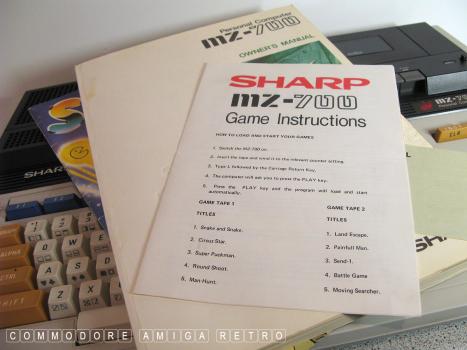 Personal Computer
MZ-700
OWNER'S MANUAL
SHARP
MZ-700
Game Instructions
HOW TO LOAD AND START YOUR GAMES
1. Switch the MZ-700 on.
2. Insert the tape and wind it to the relevant counter setting.
3. Type L followed by the Carriage Return Key.
4. The computer will ask you to press the PLAY key.
5. Press the PLAY key and the program will load and start
automatically.
GAME TAPE 1
TITLES
1. Snake and Snake.
2. Circus Star.
3. Super Puckman.
4. Round Shoot.
5. Man-Hunt.
GAME TAPE 2
TITLES
1. Land Escape.
2. Painfull Man.
3. Send-1.
4. Battle Game
5. Moving Searcher.
SHARP
SHARP
ALPHA
SHIFT
COMMODORE AMIGA RETRO